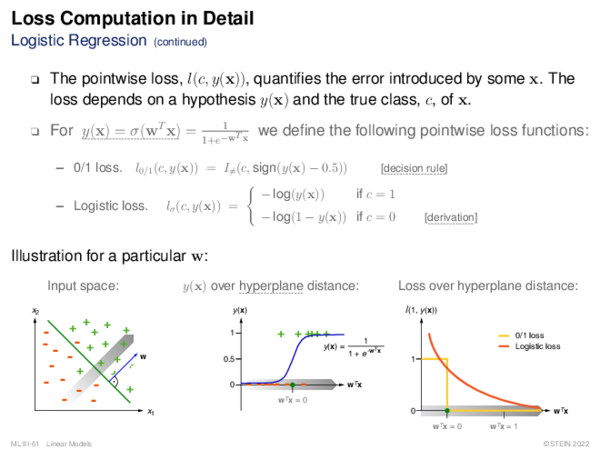 Loss Computation in Detail
Logistic Regression (continued)
❑ The pointwise loss, l(c, y(x)), quantifies the error introduced by some x. The
loss depends on a hypothesis y(x) and the true class, c, of x.
❑ For y(x) = σ(wᵀx) = 1 / (1+e^(−wᵀx)) we define the following pointwise loss functions:
– 0/1 loss. l₀/₁(c, y(x)) = I≠(c, sign(y(x) − 0.5)) [decision rule]
– Logistic loss. lσ(c, y(x)) = { −log(y(x)) if c = 1
−log(1 − y(x)) if c = 0 [derivation]
Illustration for a particular w:
Input space: y(x) over hyperplane distance: Loss over hyperplane distance:
x₂
w
x₁
y(x)
1
0.5
0
y(x) = 1 / (1 + e^(-wᵀx))
wᵀx
wᵀx = 0
l(1, y(x))
0/1 loss
Logistic loss
1
0
wᵀx
wᵀx = 0 wᵀx = 1
ML:III-61 Linear Models ©STEIN 2022